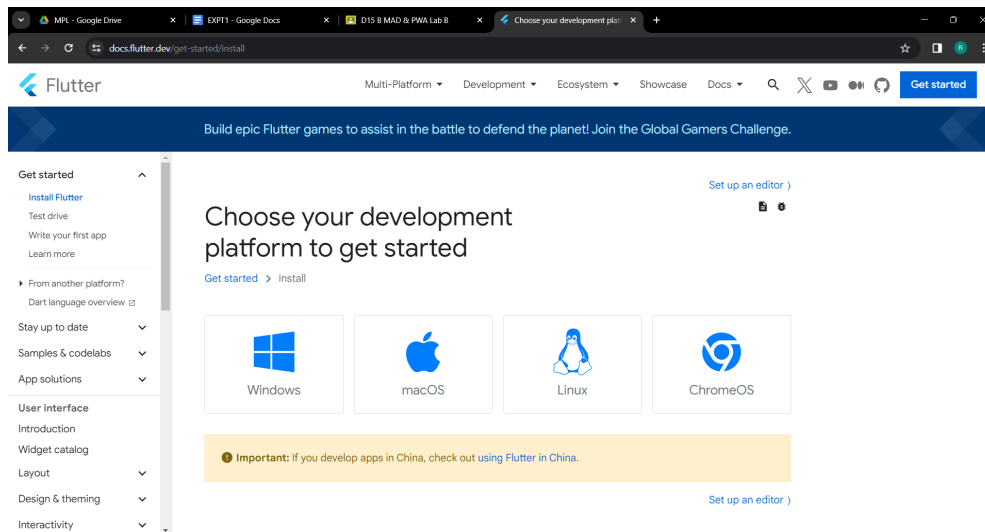 MPL - Google Drive
EXPT1 - Google Docs
D15 B MAD & PWA Lab B
Choose your development platf
docs.flutter.dev/get-started/install
R
Flutter
Multi-Platform
Development
Ecosystem
Showcase
Docs
Get started
Build epic Flutter games to assist in the battle to defend the planet! Join the Global Gamers Challenge.
Get started
Install Flutter
Test drive
Write your first app
Learn more
From another platform?
Dart language overview
Stay up to date
Samples & codelabs
App solutions
User interface
Introduction
Widget catalog
Layout
Design & theming
Interactivity
Set up an editor
Choose your development
platform to get started
Get started > Install
Windows
macOS
Linux
ChromeOS
Important: If you develop apps in China, check out using Flutter in China.
Set up an editor